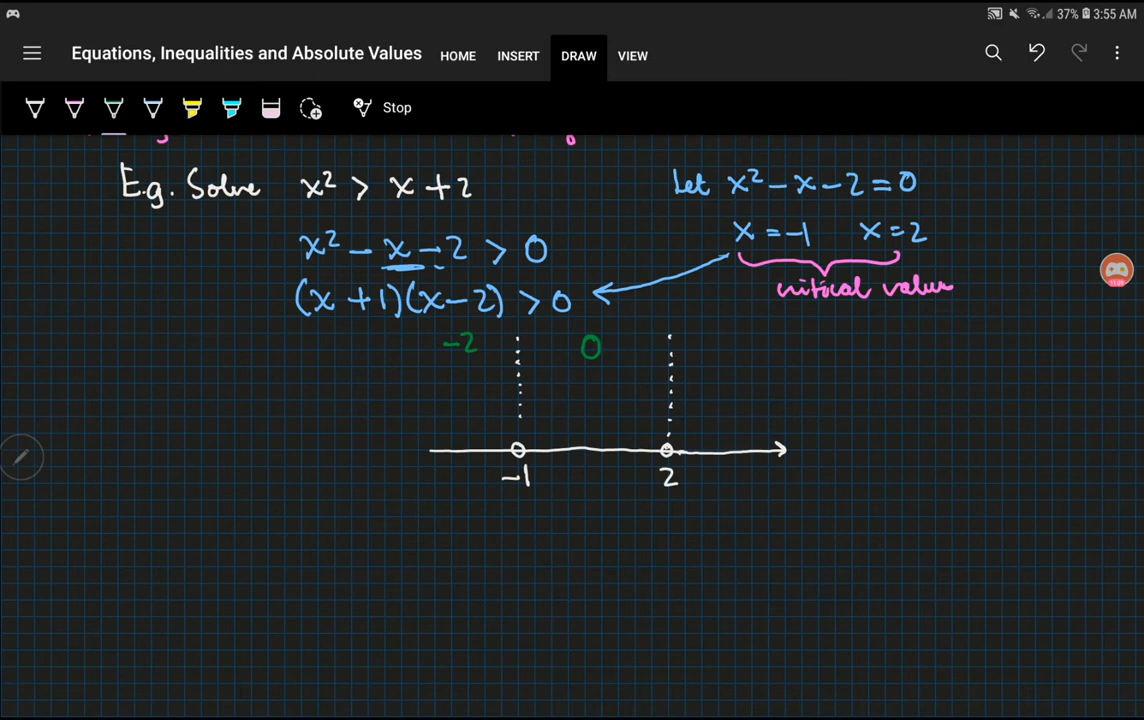 37% 3:55 AM
Equations, Inequalities and Absolute Values HOME INSERT DRAW VIEW
Stop
E.g. Solve x² > x + 2
Let x² - x - 2 = 0
x² - x - 2 > 0
x = -1 x = 2
(x + 1)(x - 2) > 0
critical value
-2 0
-1 2